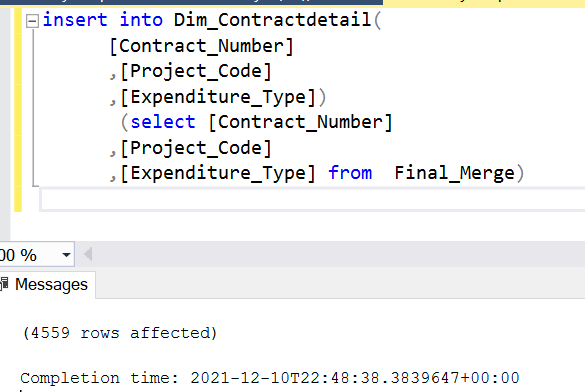 insert into Dim_Contractdetail(
[Contract_Number]
,[Project_Code]
,[Expenditure_Type])
(select [Contract_Number]
,[Project_Code]
,[Expenditure_Type] from  Final_Merge)
00 %
Messages
(4559 rows affected)
Completion time: 2021-12-10T22:48:38.3839647+00:00